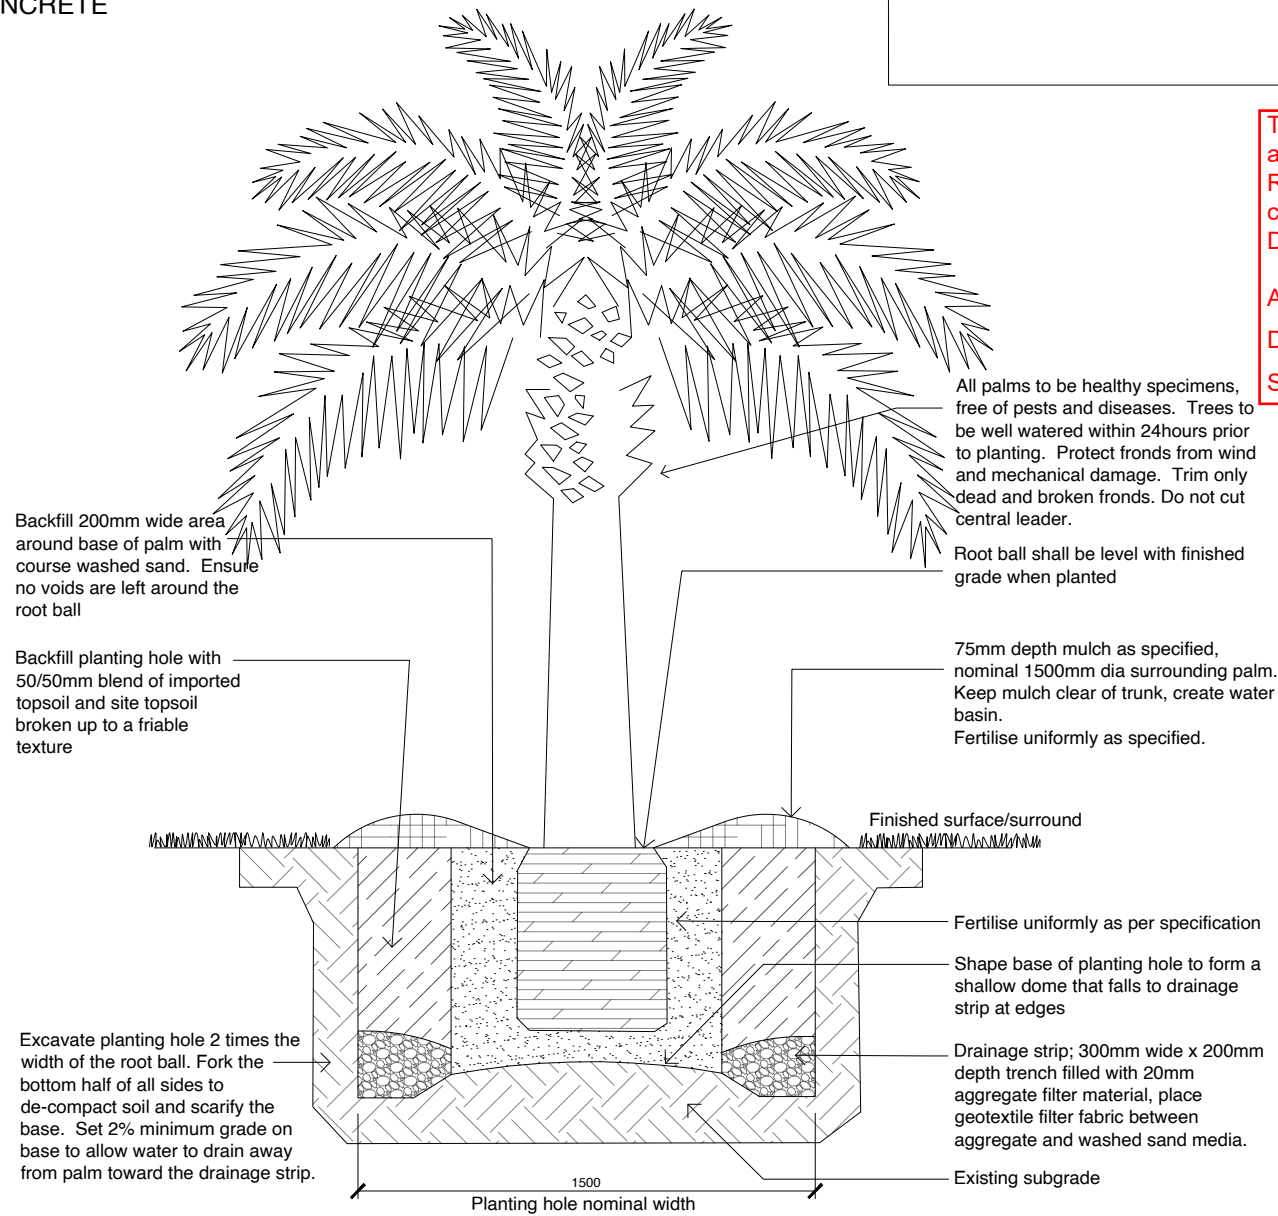 NCRETE
T
a
R
c
D
A
D
S
All palms to be healthy specimens,
free of pests and diseases.  Trees to
be well watered within 24hours prior
to planting.  Protect fronds from wind
and mechanical damage.  Trim only
dead and broken fronds. Do not cut
central leader.
Backfill 200mm wide area
around base of palm with
course washed sand.  Ensure
no voids are left around the
root ball
Root ball shall be level with finished
grade when planted
Backfill planting hole with
50/50mm blend of imported
topsoil and site topsoil
broken up to a friable
texture
75mm depth mulch as specified,
nominal 1500mm dia surrounding palm.
Keep mulch clear of trunk, create water
basin.
Fertilise uniformly as specified.
Finished surface/surround
Fertilise uniformly as per specification
Shape base of planting hole to form a
shallow dome that falls to drainage
strip at edges
Excavate planting hole 2 times the
width of the root ball. Fork the
bottom half of all sides to
de-compact soil and scarify the
base.  Set 2% minimum grade on
base to allow water to drain away
from palm toward the drainage strip.
Drainage strip; 300mm wide x 200mm
depth trench filled with 20mm
aggregate filter material, place
geotextile filter fabric between
aggregate and washed sand media.
Existing subgrade
1500
Planting hole nominal width